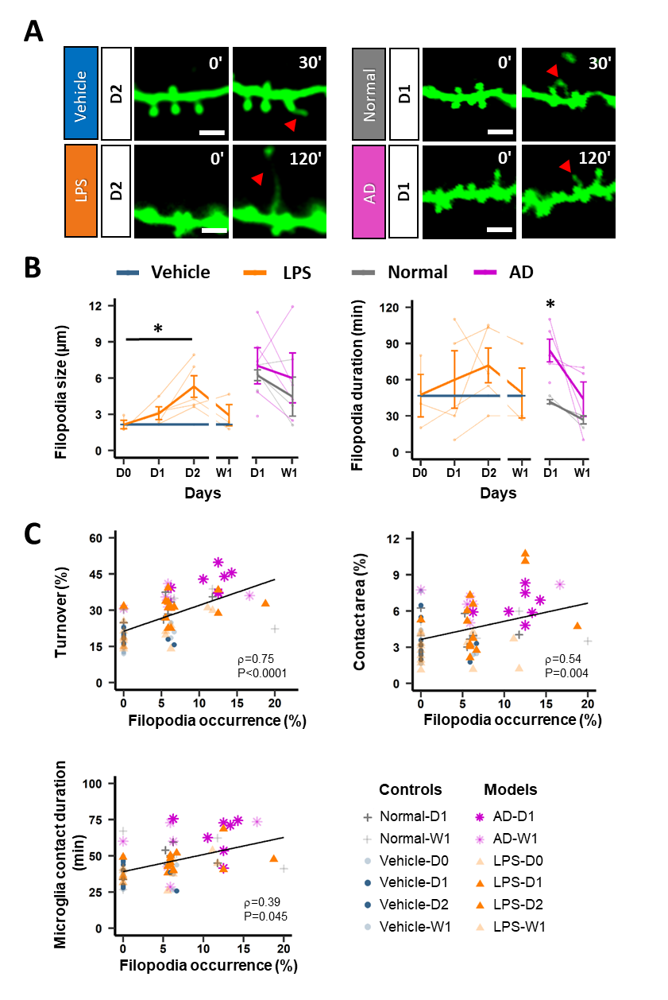 A
Vehicle
D2
0'
30'
Normal
D1
0'
30'
LPS
D2
0'
120'
AD
D1
0'
120'
B
Vehicle
LPS
Normal
AD
Filopodia size (µm)
12
9
6
3
0
*
D0
D1
D2
W1
D1
W1
Days
Filopodia duration (min)
120
90
60
30
0
*
D0
D1
D2
W1
D1
W1
Days
C
Turnover (%)
60
45
30
15
0
ρ=0.75
P<0.0001
0
5
10
15
20
Filopodia occurrence (%)
Contact area (%)
12
9
6
3
0
ρ=0.54
P=0.004
0
5
10
15
20
Filopodia occurrence (%)
Microglia contact duration
(min)
100
75
50
25
0
ρ=0.39
P=0.045
0
5
10
15
20
Filopodia occurrence (%)
Controls
Normal-D1
Normal-W1
Vehicle-D0
Vehicle-D1
Vehicle-D2
Vehicle-W1
Models
AD-D1
AD-W1
LPS-D0
LPS-D1
LPS-D2
LPS-W1